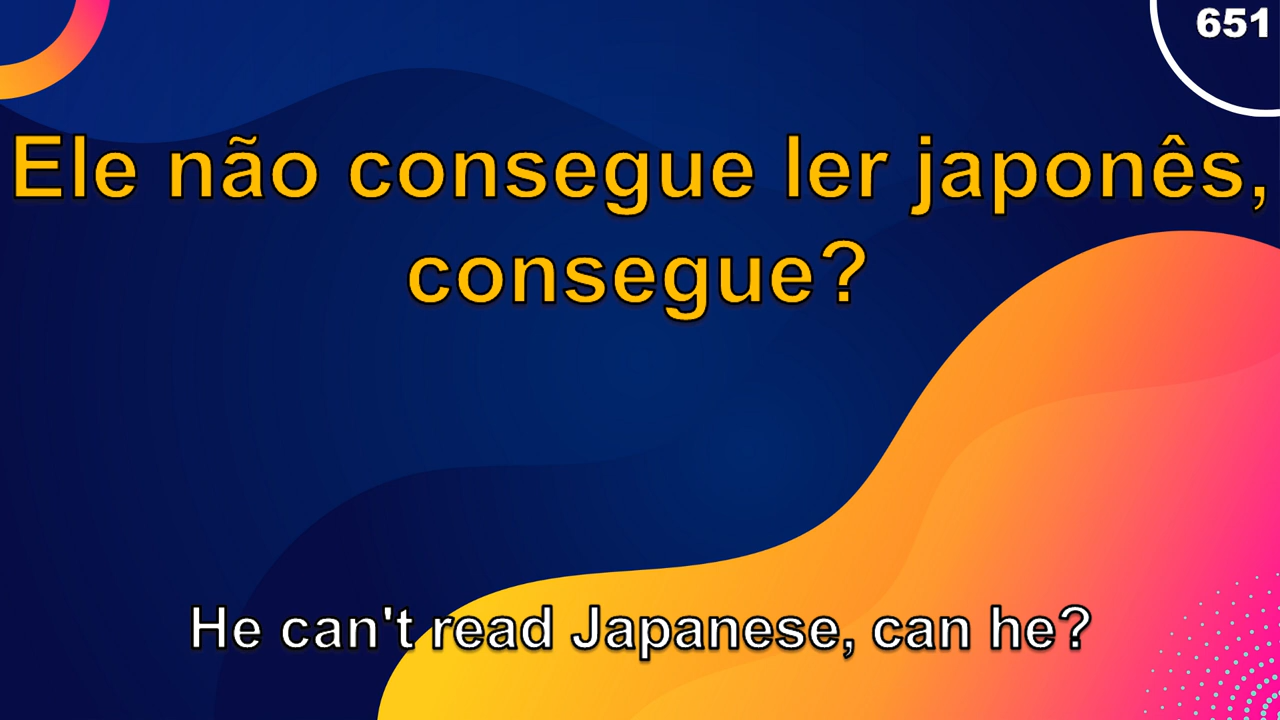 651
Ele não consegue ler japonês,
consegue?
He can't read Japanese, can he?